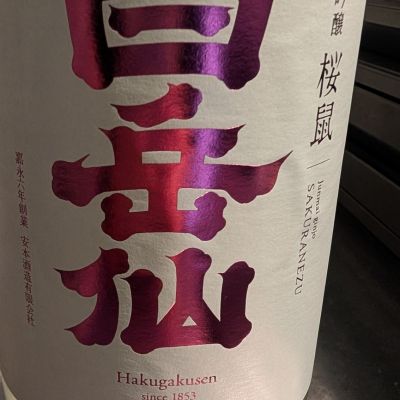 吟醸 桜鼠
Junmai Ginjo
SAKURANEZU
白岳仙
嘉永六年創業 安本酒造有限会社
Hakugakusen
since 1853